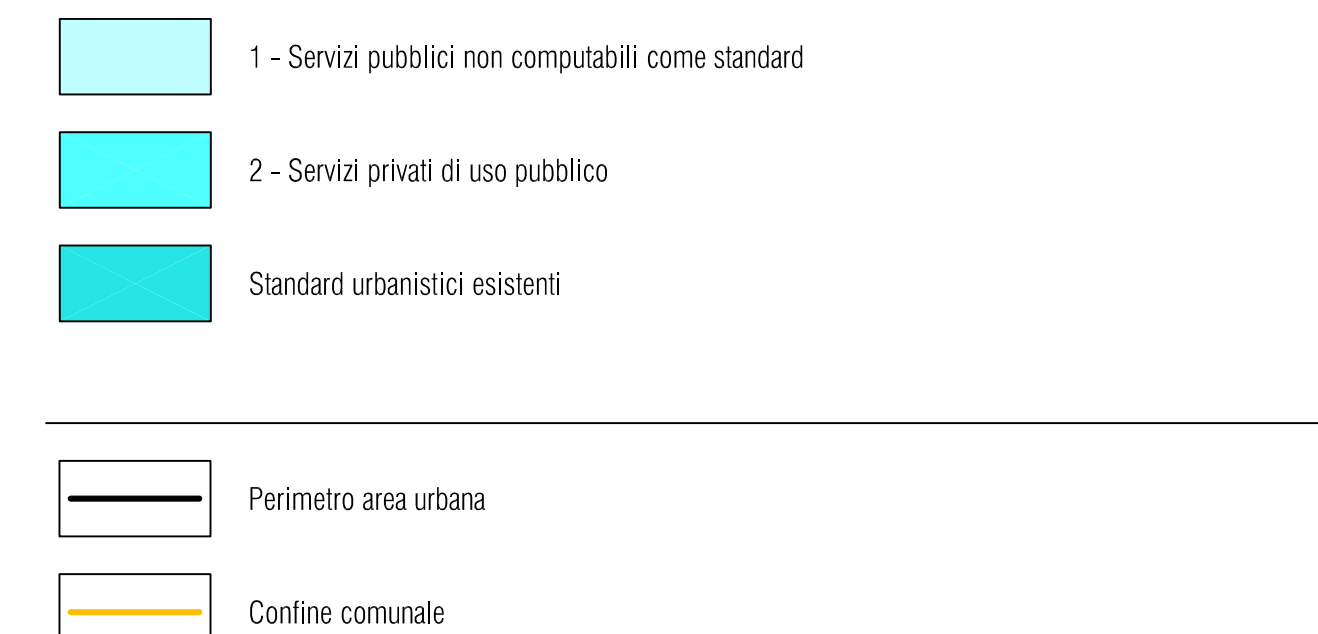 1 - Servizi pubblici non computabili come standard
2 - Servizi privati di uso pubblico
Standard urbanistici esistenti
Perimetro area urbana
Confine comunale